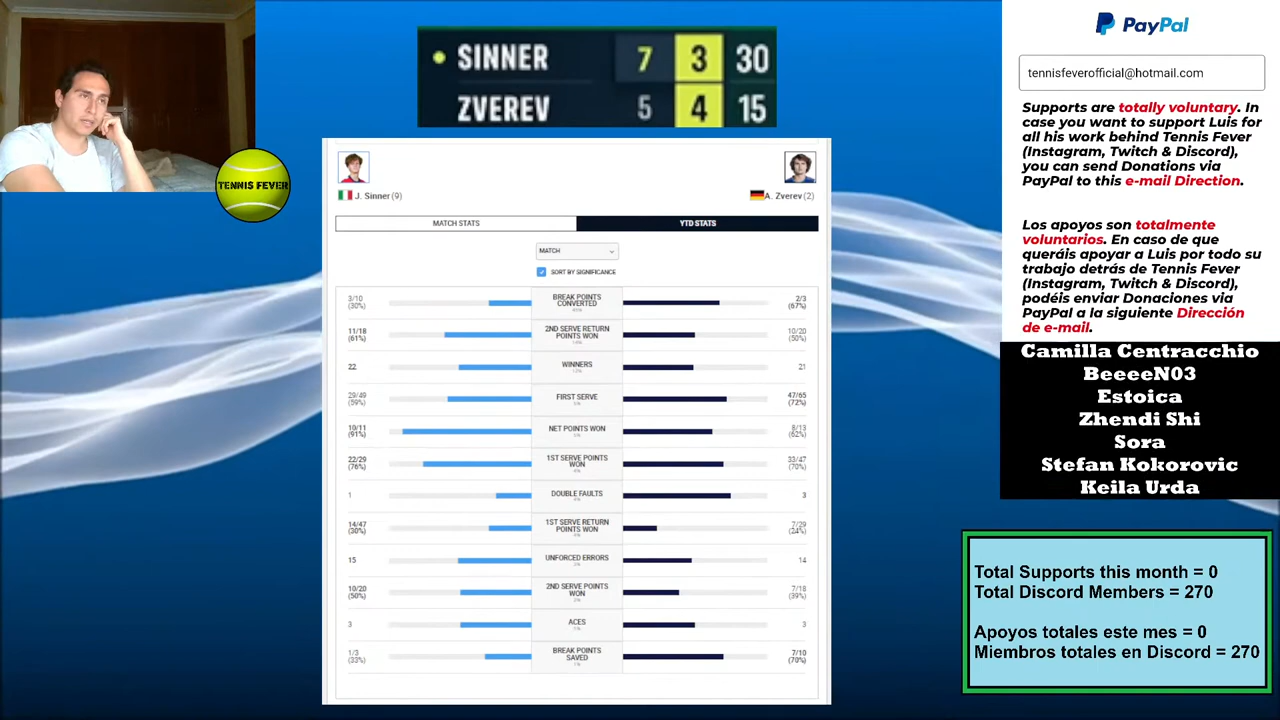 SINNER 7 3 30
ZVEREV 5 4 15
TENNIS FEVER
J. Sinner (9)
A. Zverev (2)
MATCH STATS
YTD STATS
MATCH
SORT BY SIGNIFICANCE
3/10
(30%)
BREAK POINTS
CONVERTED
2/3
(67%)
11/18
(61%)
2ND SERVE RETURN
POINTS WON
10/20
(50%)
22
WINNERS
21
29/49
(59%)
FIRST SERVE
47/65
(72%)
10/11
(91%)
NET POINTS WON
8/13
(62%)
22/29
(76%)
1ST SERVE POINTS
WON
33/47
(70%)
1
DOUBLE FAULTS
3
14/47
(30%)
1ST SERVE RETURN
POINTS WON
7/29
(24%)
15
UNFORCED ERRORS
14
10/20
(50%)
2ND SERVE POINTS
WON
7/18
(39%)
3
ACES
3
1/3
(33%)
BREAK POINTS
SAVED
7/10
(70%)
PayPal
tennisfeverofficial@hotmail.com
Supports are totally voluntary. In
case you want to support Luis for
all his work behind Tennis Fever
(Instagram, Twitch & Discord),
you can send Donations via
PayPal to this e-mail Direction.
Los apoyos son totalmente
voluntarios. En caso de que
queráis apoyar a Luis por todo su
trabajo detrás de Tennis Fever
(Instagram, Twitch & Discord),
podéis enviar Donaciones via
PayPal a la siguiente Dirección
de e-mail.
Camilla Centracchio
BeeeeN03
Estoica
Zhendi Shi
Sora
Stefan Kokorovic
Keila Urda
Total Supports this month = 0
Total Discord Members = 270
Apoyos totales este mes = 0
Miembros totales en Discord = 270